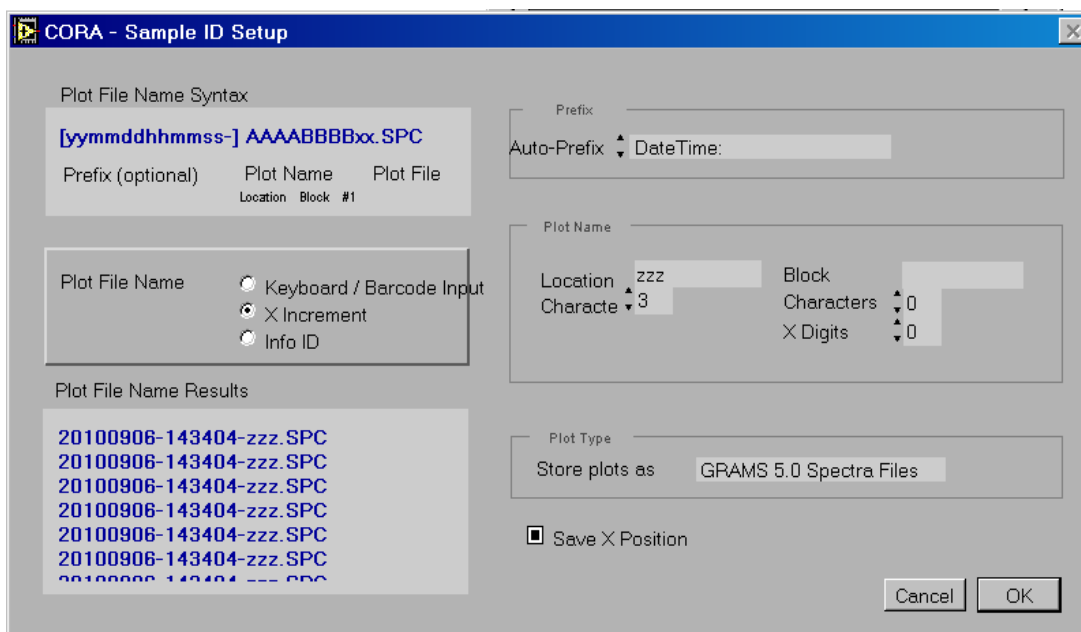 CORA - Sample ID Setup
Plot File Name Syntax
[yymmddhhmmss-] AAAABBBBxx.SPC
Prefix (optional) Plot Name Plot File
Location Block #1
Plot File Name
Keyboard / Barcode Input
X Increment
Info ID
Plot File Name Results
20100906-143404-zzz.SPC
20100906-143404-zzz.SPC
20100906-143404-zzz.SPC
20100906-143404-zzz.SPC
20100906-143404-zzz.SPC
20100906-143404-zzz.SPC
Prefix
Auto-Prefix DateTime:
Plot Name
Location zzz
Characte 3
Block
Characters 0
X Digits 0
Plot Type
Store plots as GRAMS 5.0 Spectra Files
Save X Position
Cancel OK